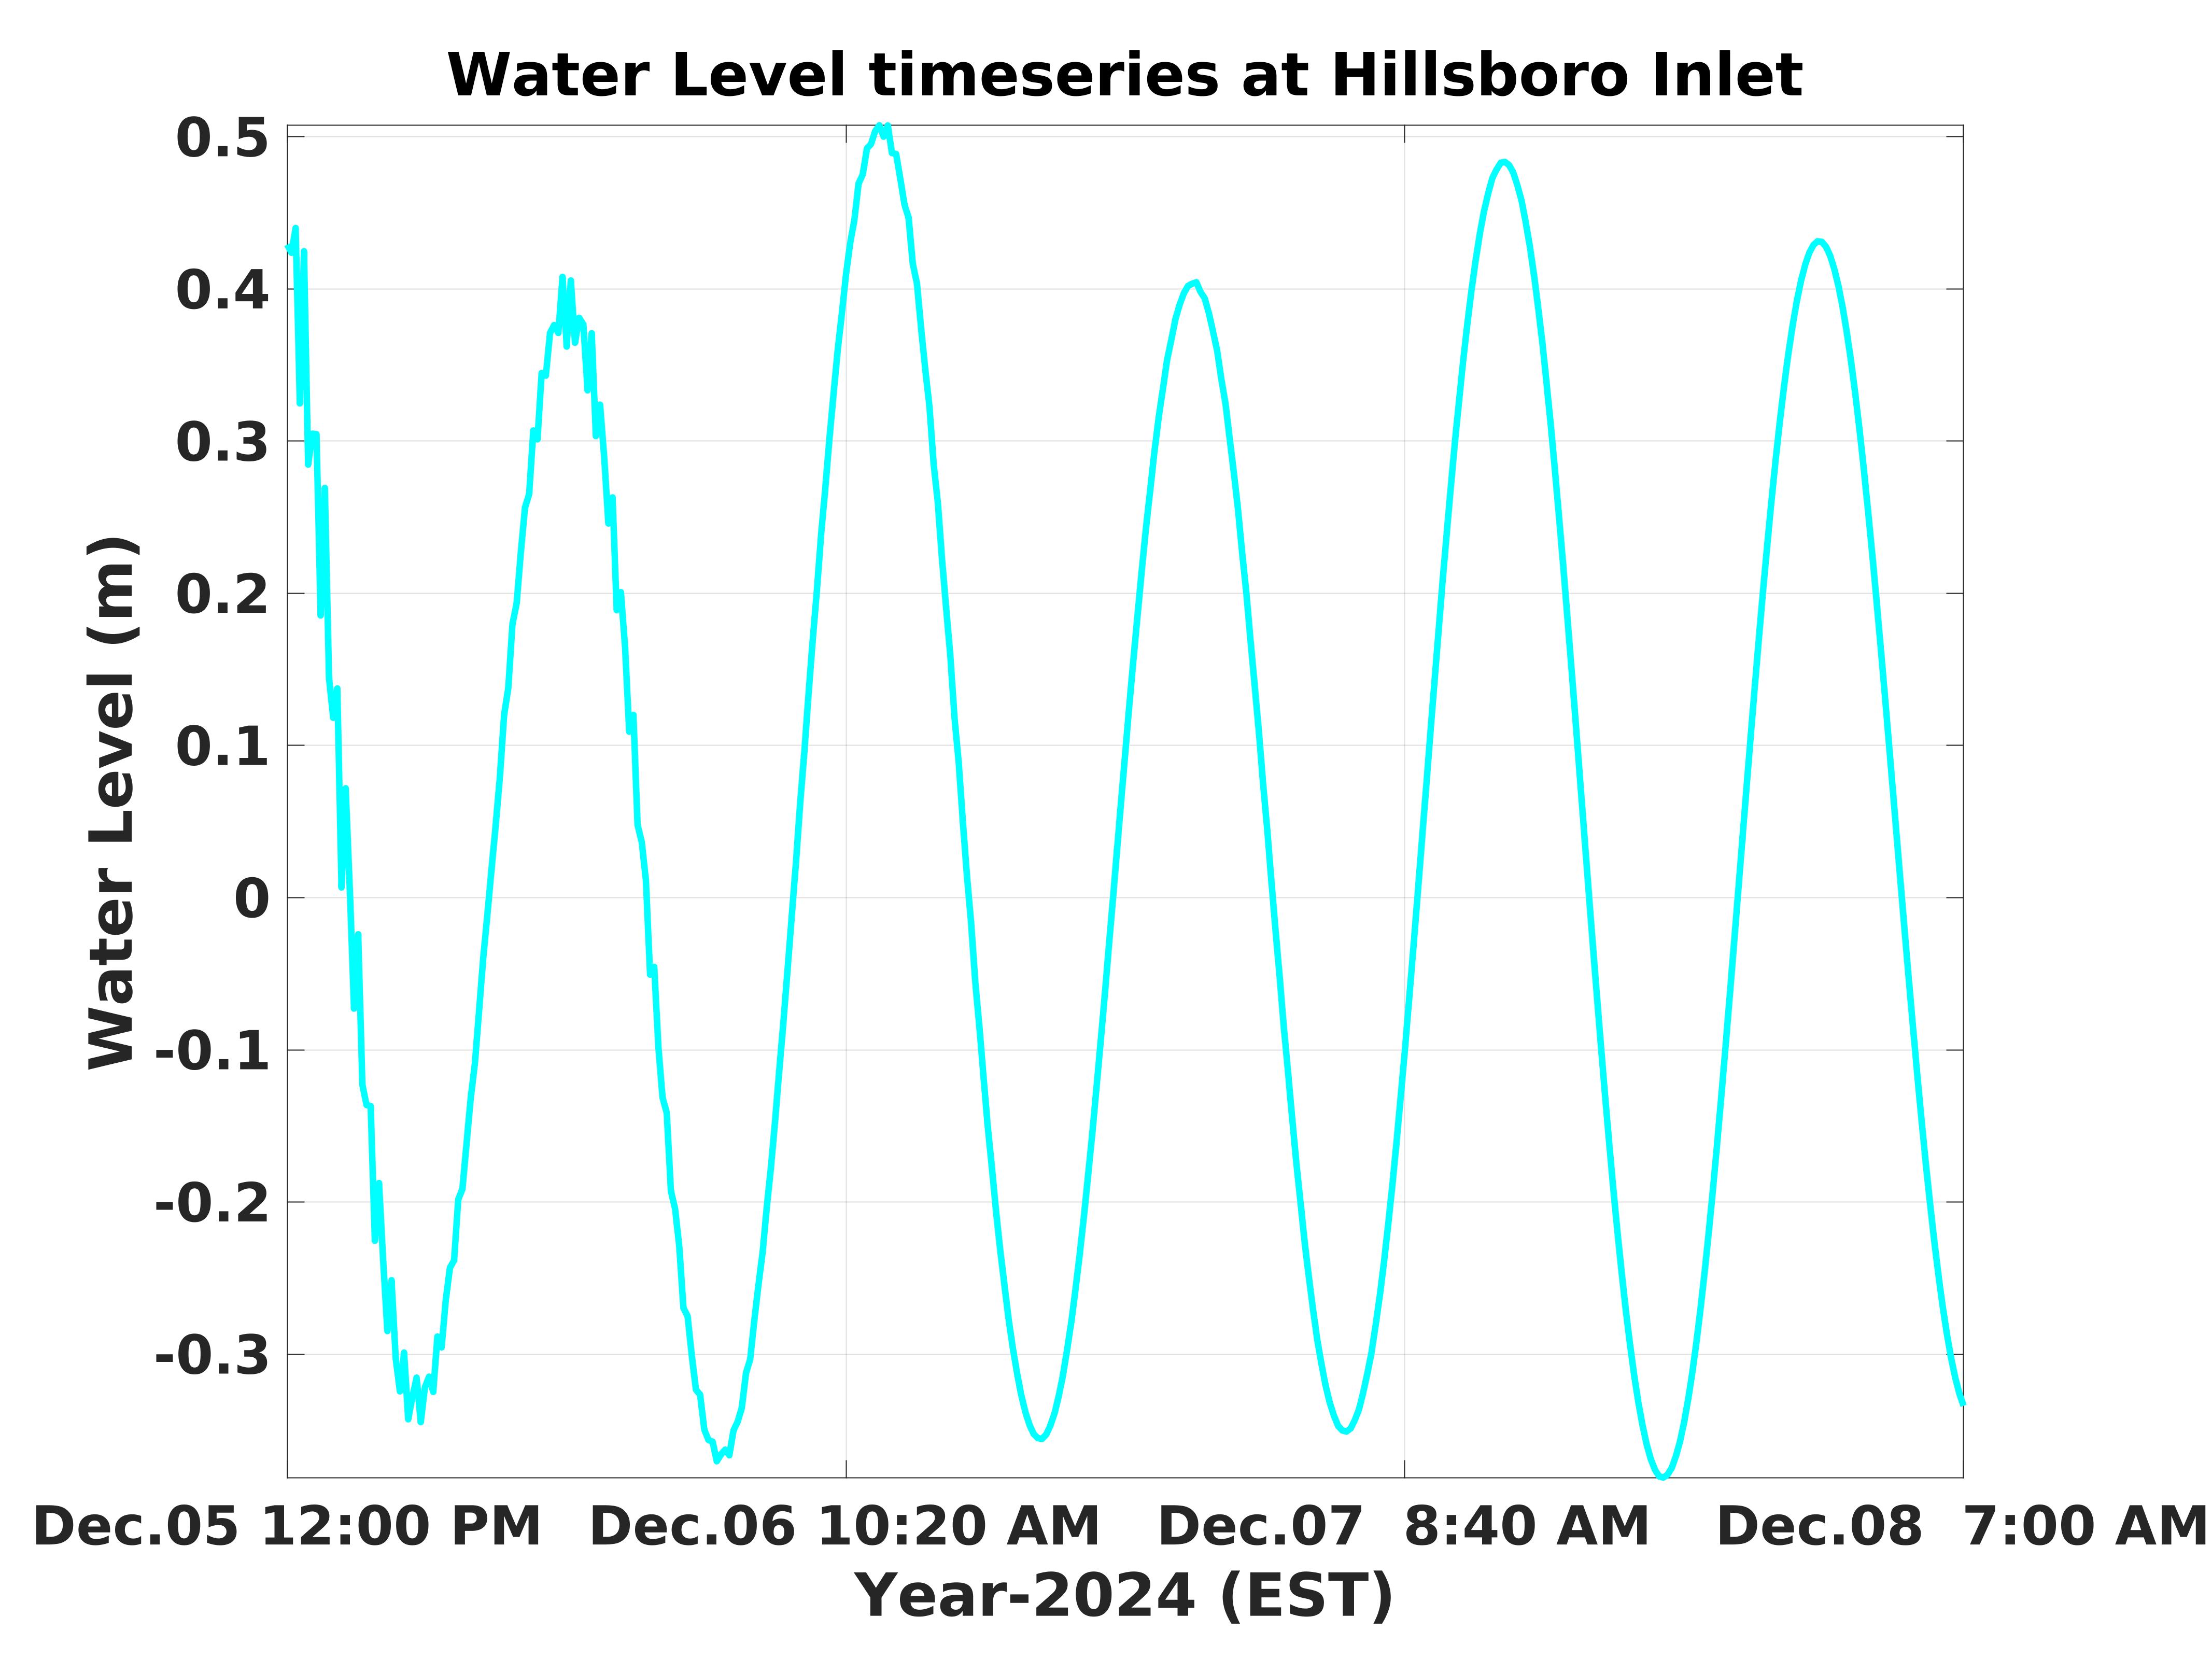 Water Level timeseries at Hillsboro Inlet
0.5
0.4
0.3
0.2
0.1
0
-0.1
-0.2
-0.3
Water Level (m)
Dec.05 12:00 PM Dec.06 10:20 AM Dec.07 8:40 AM Dec.08 7:00 AM
Year-2024 (EST)